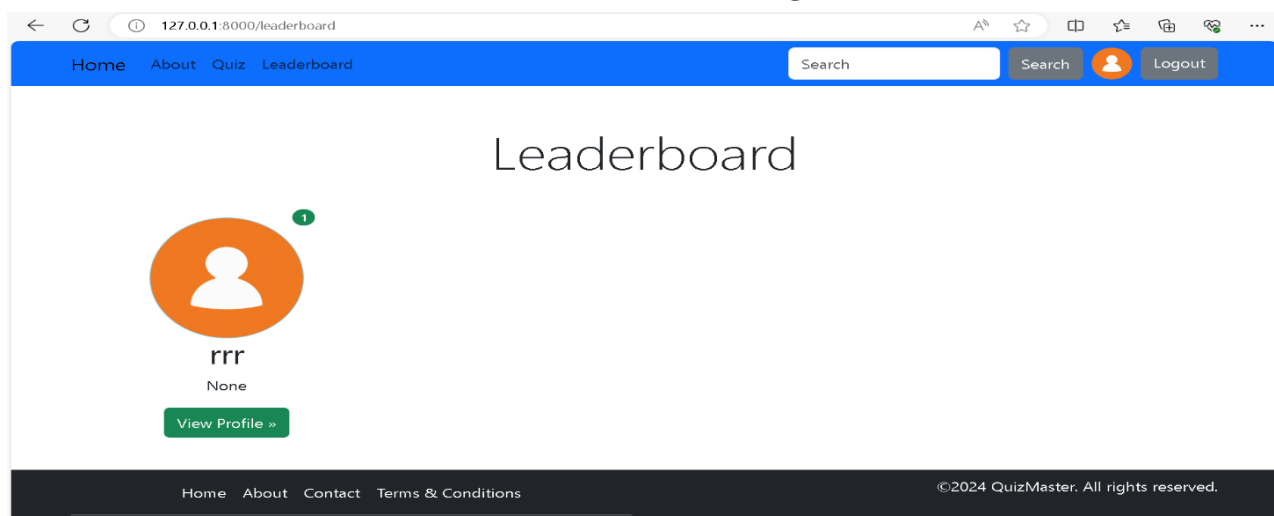 127.0.0.1:8000/leaderboard
Home About Quiz Leaderboard Search Search Logout
Leaderboard
1
rrr
None
View Profile »
Home About Contact Terms & Conditions ©2024 QuizMaster. All rights reserved.